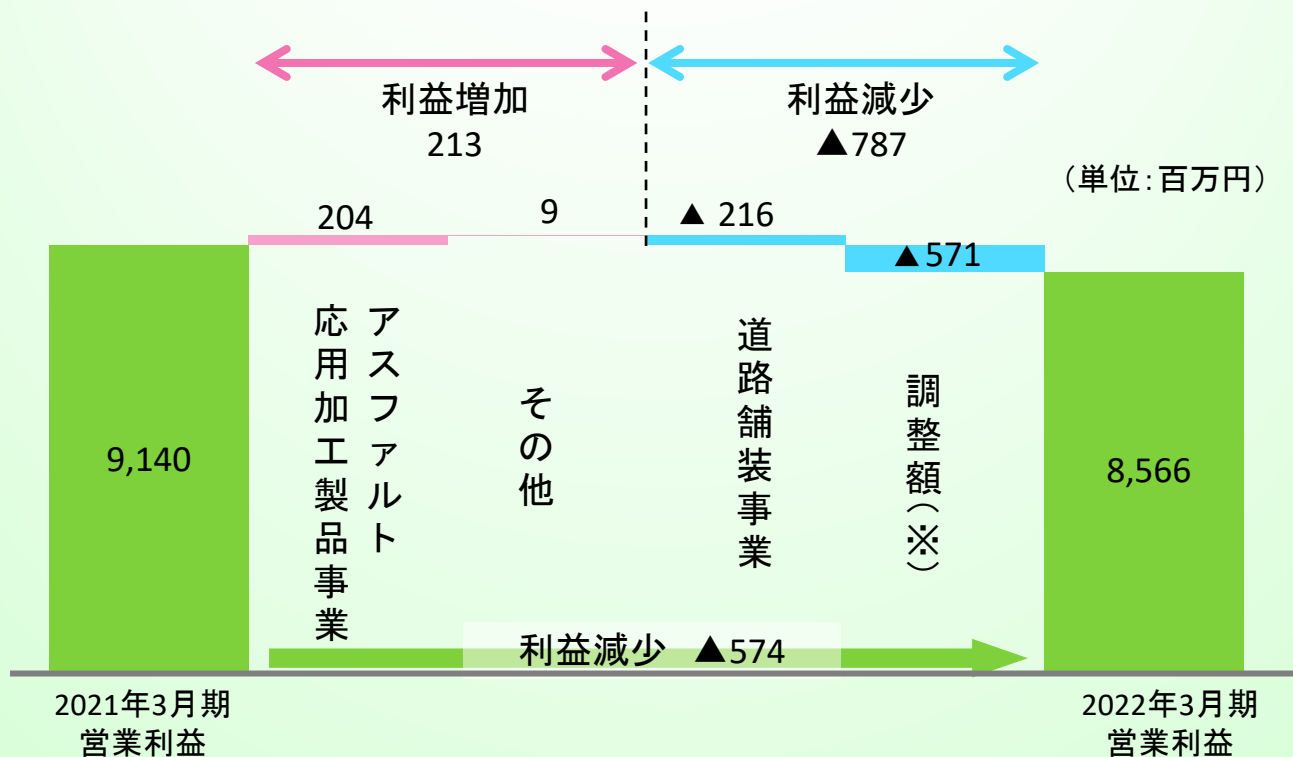 利益増加
213
利益減少
▲787
(単位:百万円)
204
9
▲ 216
▲571
9,140
アスファルト
応用加工製品事業
その他
道路舗装事業
調整額(※)
8,566
利益減少 ▲574
2021年3月期
営業利益
2022年3月期
営業利益